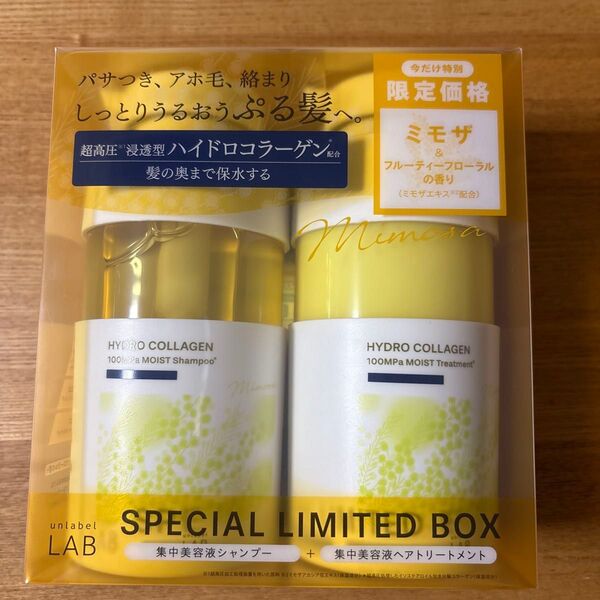 パサつき、アホ毛、絡まり
しっとりうるおうぷる髪へ。
超高圧※1浸透型ハイドロコラーゲン配合
髪の奥まで保水する
今だけ特別
限定価格
ミモザ
&
フルーティーフローラル
の香り
(ミモザエキス※2配合)
Mimosa
HYDRO COLLAGEN
100MPa MOIST Shampoo
Mimosa
HYDRO COLLAGEN
100MPa MOIST Treatment
unlabel
LAB
SPECIAL LIMITED BOX
集中美容液シャンプー + 集中美容液ヘアトリートメント